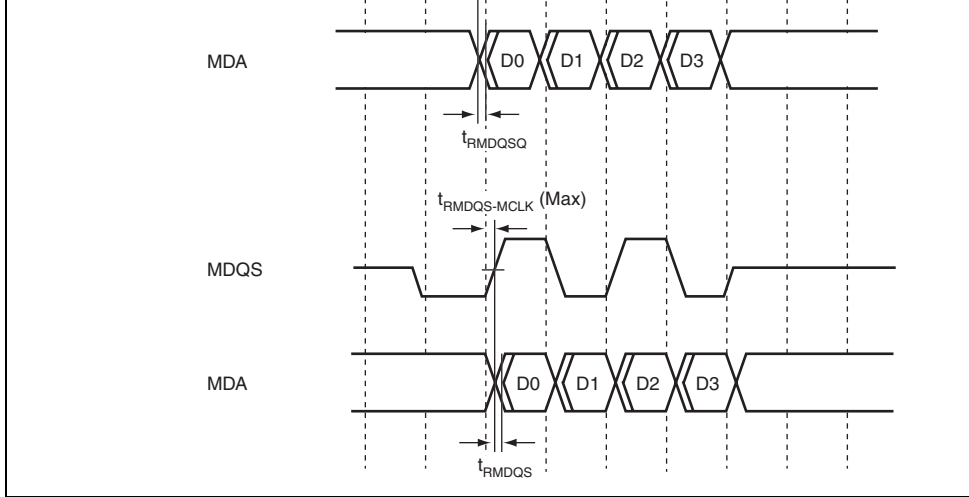 MDA D0 D1 D2 D3
tRMDQSQ
tRMDQS-MCLK (Max)
MDQS
MDA D0 D1 D2 D3
tRMDQS